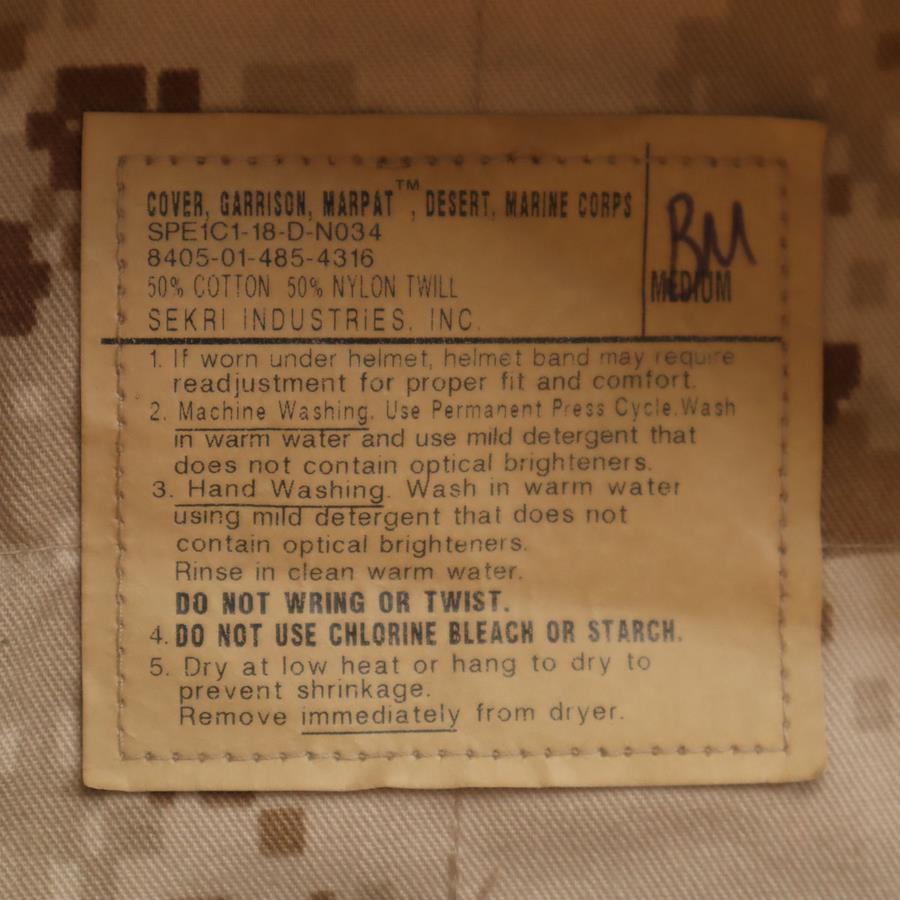 COVER, GARRISON, MARPAT™, DESERT, MARINE CORPS
SPE1C1-18-D-N034
8405-01-485-4316
50% COTTON 50% NYLON TWILL
SEKRI INDUSTRIES, INC.
BM
MEDIUM
1. If worn under helmet, helmet band may require
readjustment for proper fit and comfort.
2. Machine Washing. Use Permanent Press Cycle. Wash
in warm water and use mild detergent that
does not contain optical brighteners.
3. Hand Washing. Wash in warm water
using mild detergent that does not
contain optical brighteners.
Rinse in clean warm water.
DO NOT WRING OR TWIST.
4. DO NOT USE CHLORINE BLEACH OR STARCH.
5. Dry at low heat or hang to dry to
prevent shrinkage.
Remove immediately from dryer.